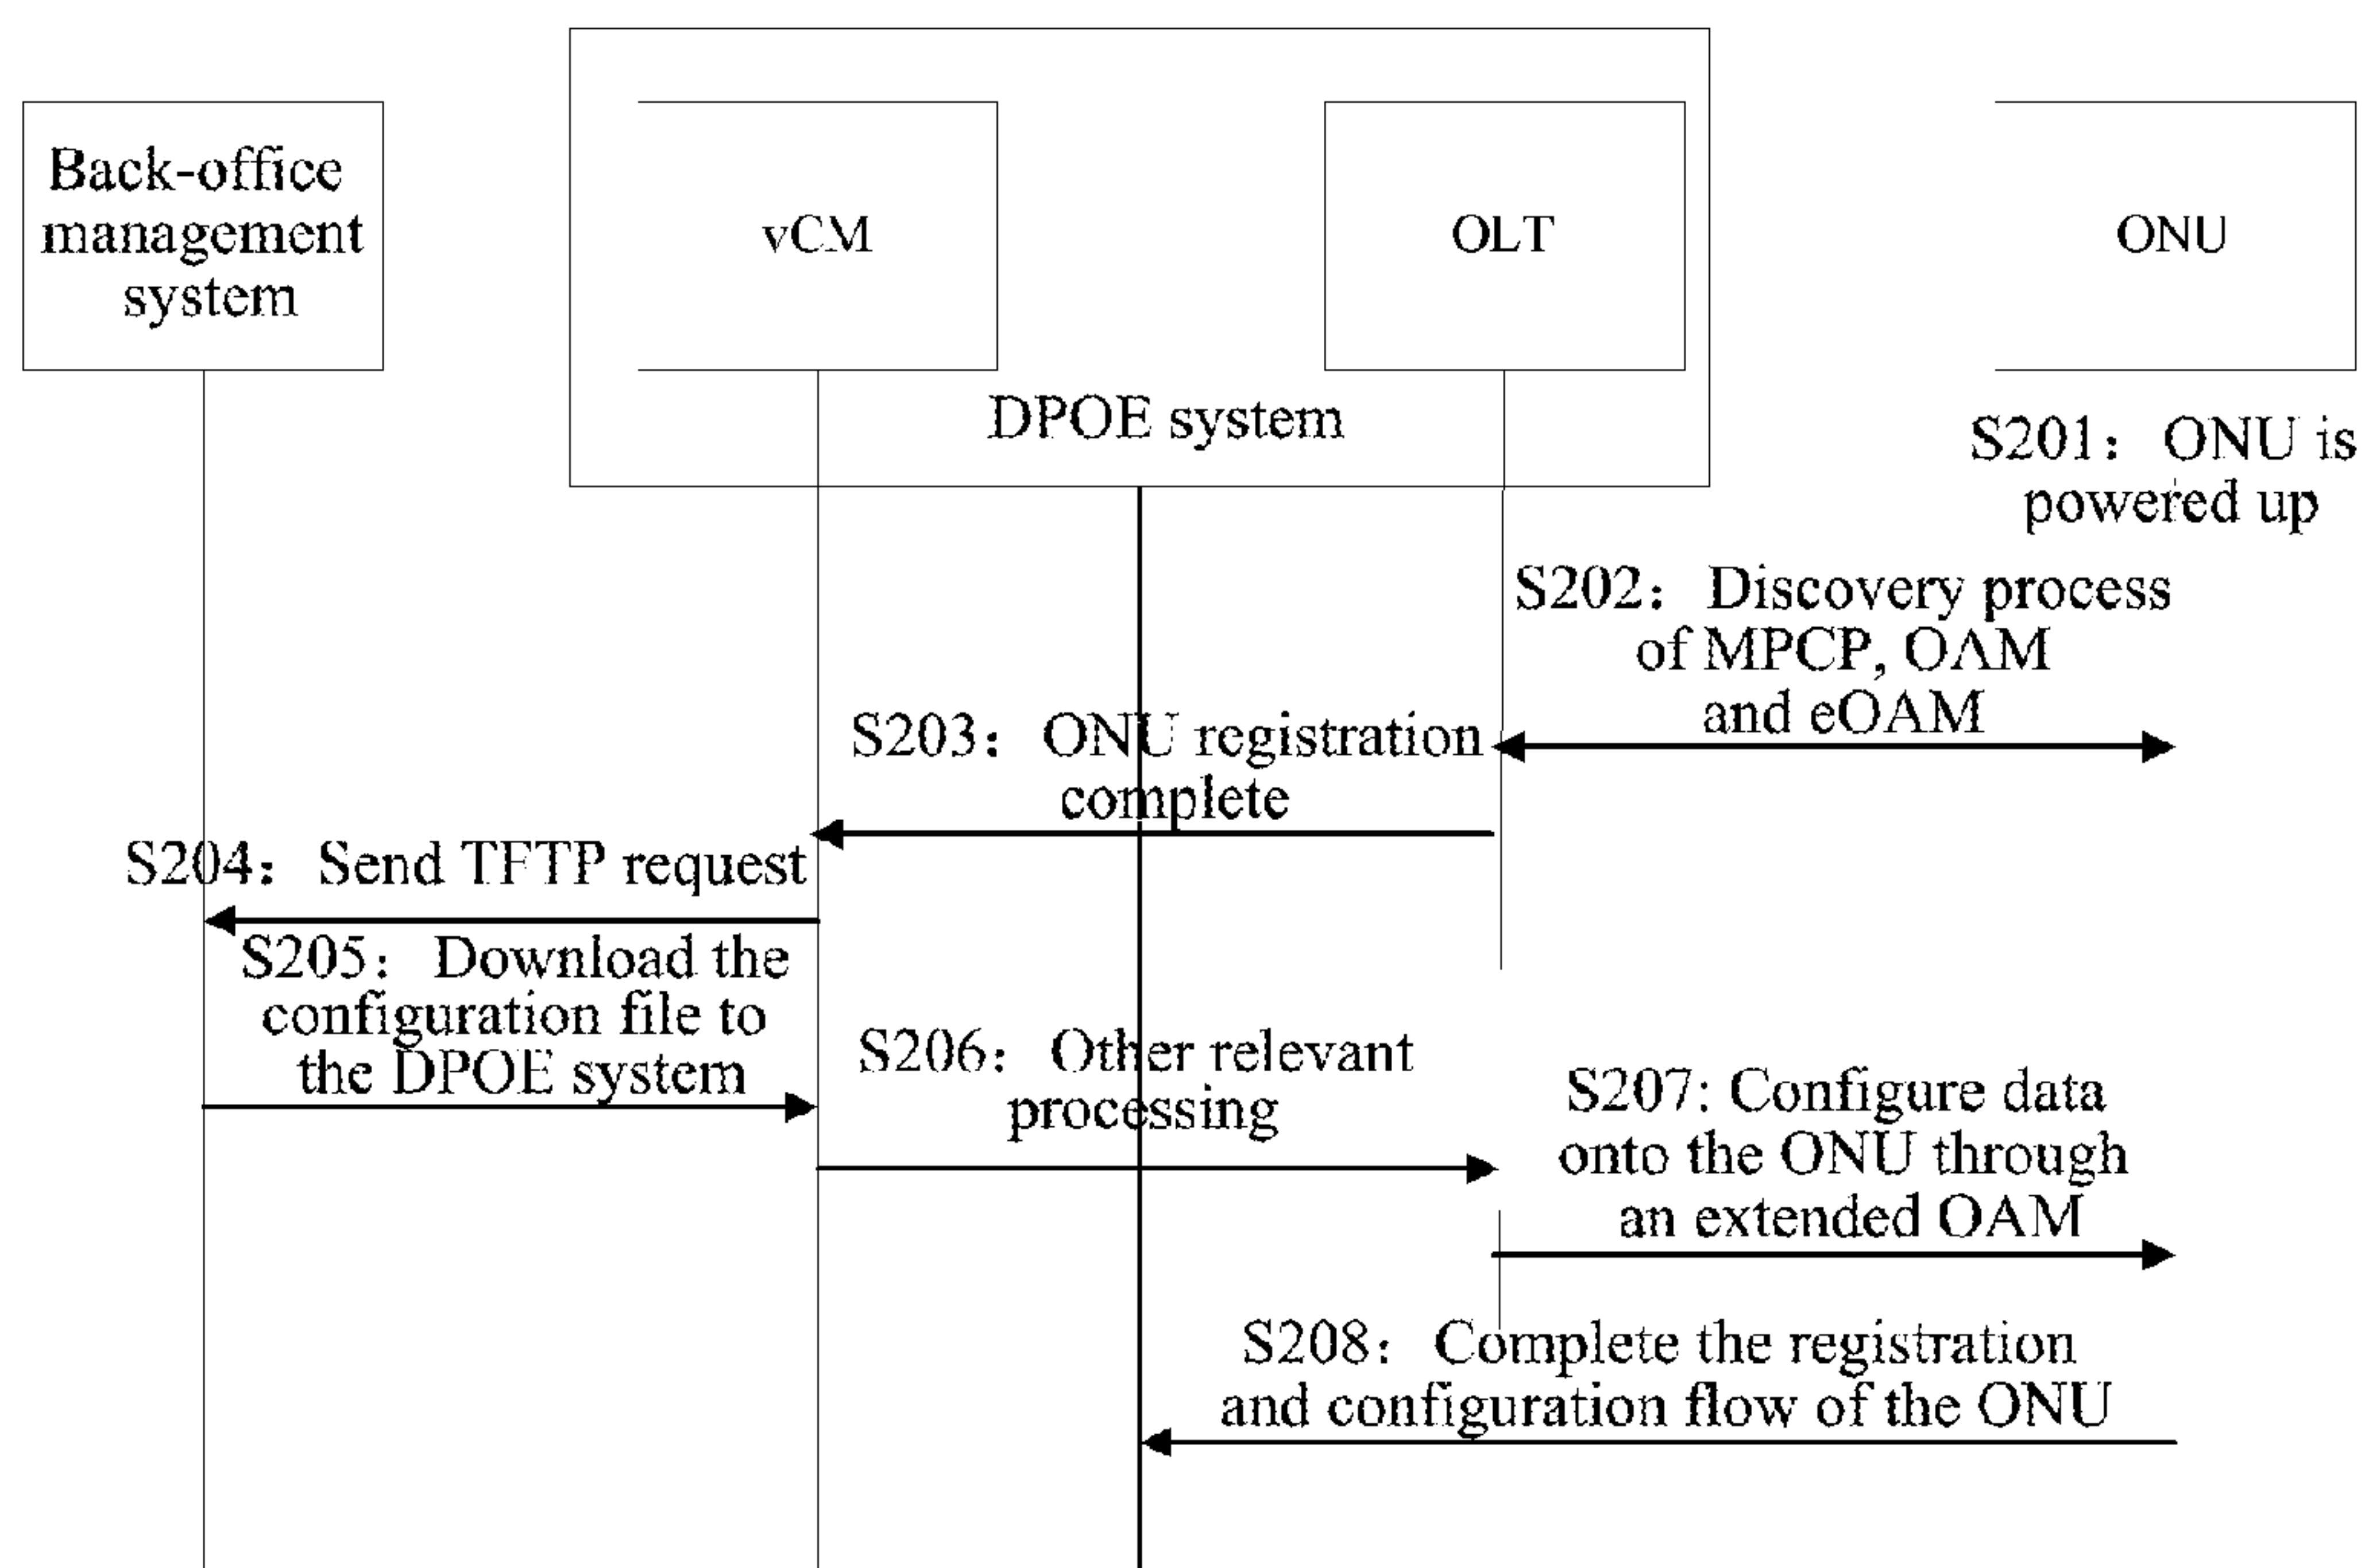 Back-office
management
system
vCM
OLT
ONU
DPOE system
S201： ONU is
powered up
S202： Discovery process
of MPCP, OAM
and eOAM
S203： ONU registration
complete
S204： Send TFTP request
S205： Download the
configuration file to
the DPOE system
S206： Other relevant
processing
S207: Configure data
onto the ONU through
an extended OAM
S208： Complete the registration
and configuration flow of the ONU